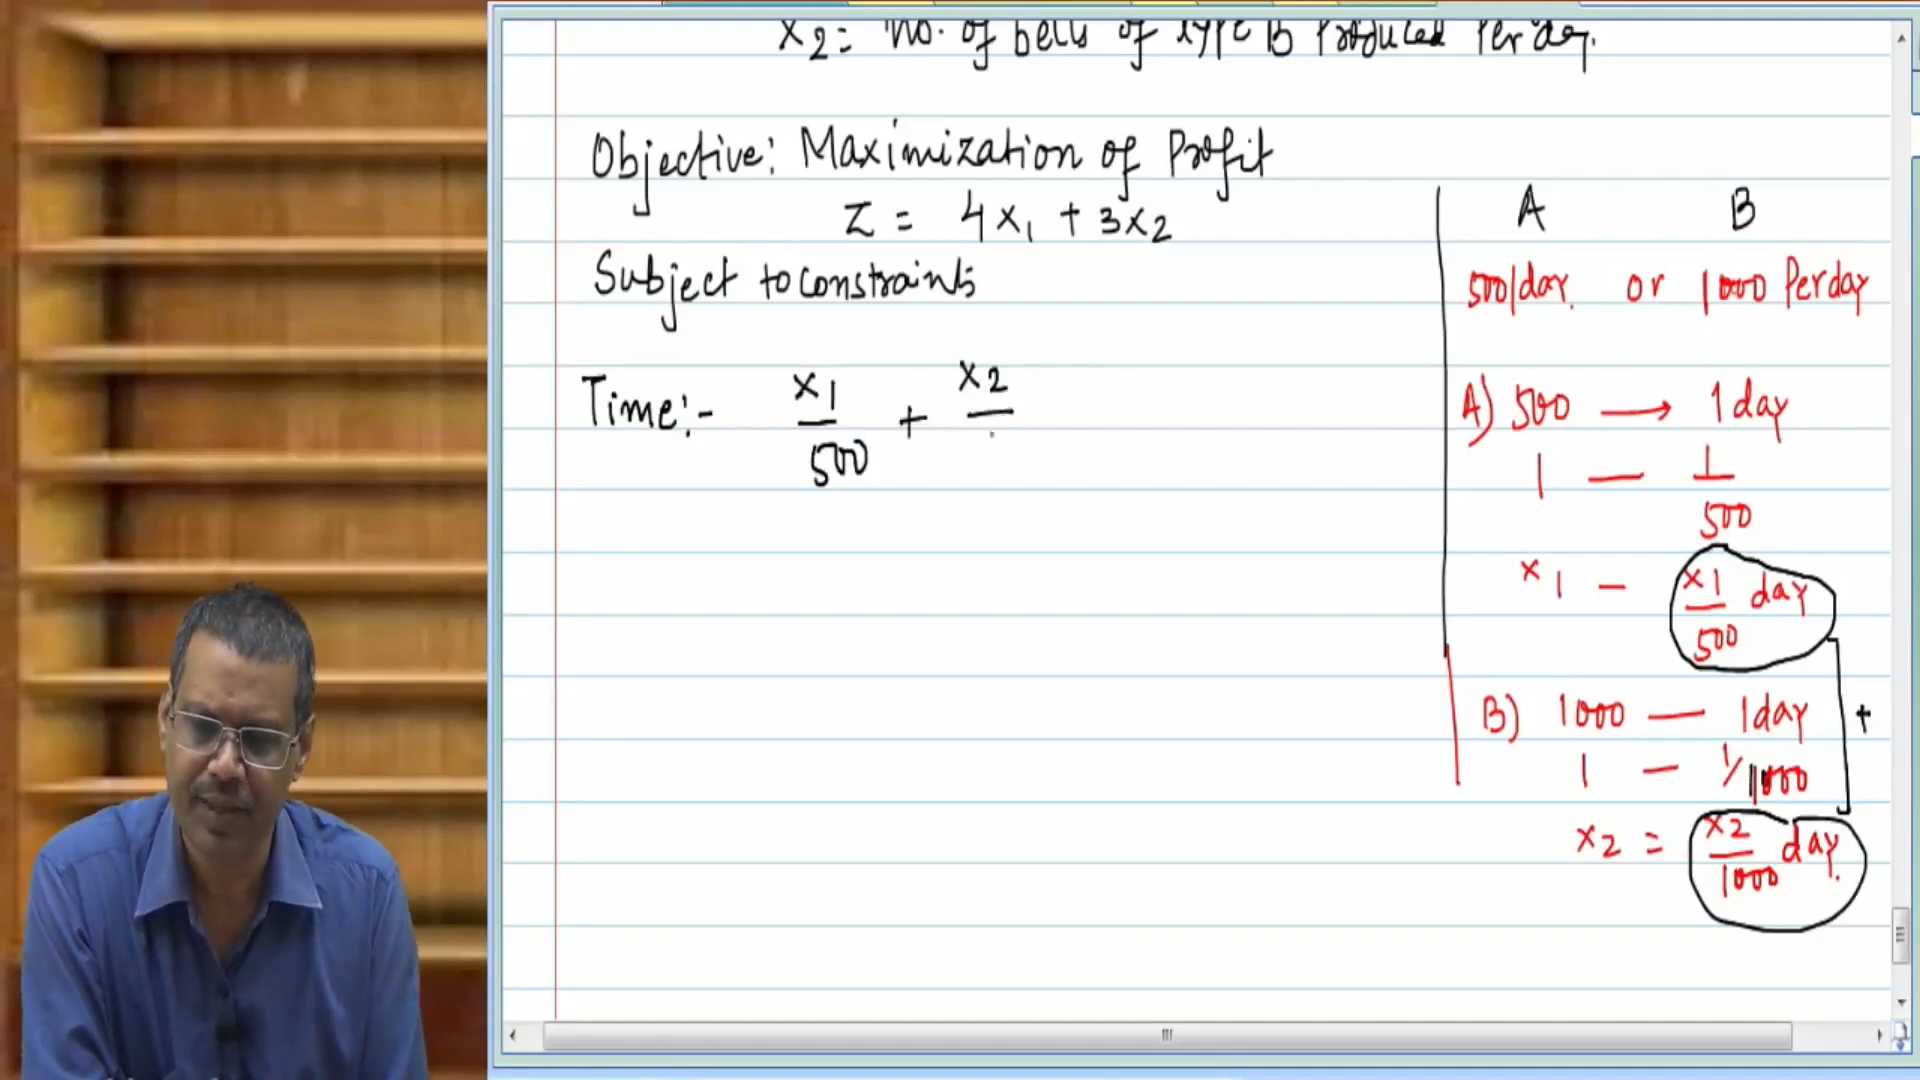 x2 = No. of belts of type B Produced Per day.
Objective: Maximization of Profit
Z = 4x1 + 3x2
Subject to constraints
Time:- x1/500 + x2/
A B
500/day. or 1000 Per day
A) 500 → 1 day
1 — 1/500
x1 — x1/500 day
B) 1000 — 1 day
1 — 1/1000
x2 = x2/1000 day.
+